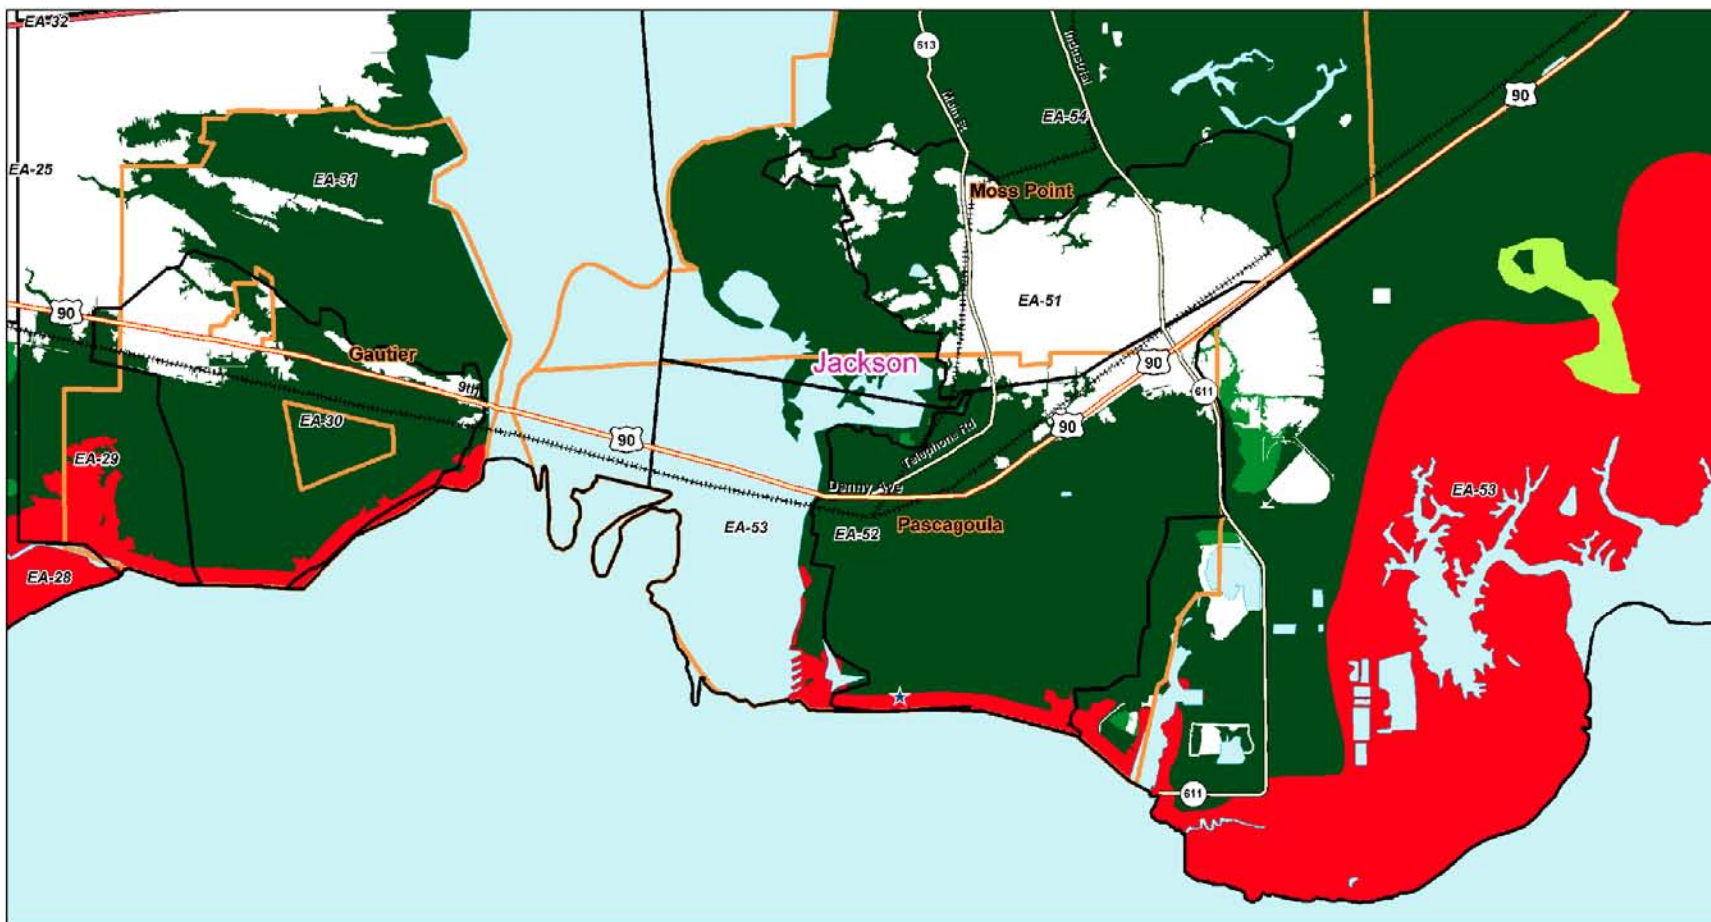 EA-32
613
Industrial
90
Main St
EA-54
EA-25
EA-31
Moss Point
EA-51
90
Gautier
Jackson
90
9th
611
EA-30
90
90
Telephone Rd
EA-29
Denny Ave
EA-53
EA-53
EA-52
Pascagoula
EA-28
611